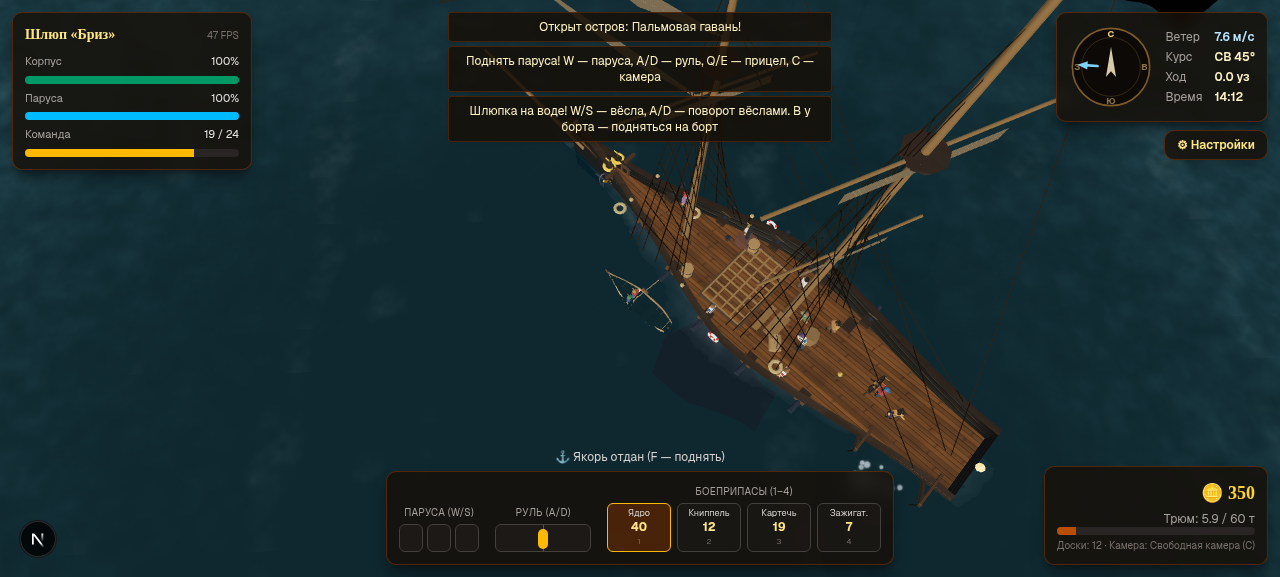 Шлюп «Бриз»
47 FPS
Корпус
100%
Паруса
100%
Команда
19 / 24
Открыт остров: Пальмовая гавань!
Поднять паруса! W — паруса, A/D — руль, Q/E — прицел, C —
камера
Шлюпка на воде! W/S — вёсла, A/D — поворот вёслами. B у
борта — подняться на борт
С
З
В
Ю
Ветер 7.6 м/с
Курс СВ 45°
Ход 0.0 уз
Время 14:12
⚙ Настройки
⚓ Якорь отдан (F — поднять)
ПАРУСА (W/S)
РУЛЬ (A/D)
БОЕПРИПАСЫ (1–4)
Ядро
40
1
Книппель
12
2
Картечь
19
3
Зажигат.
7
4
🪙 350
Трюм: 5.9 / 60 т
Доски: 12 · Камера: Свободная камера (C)
N